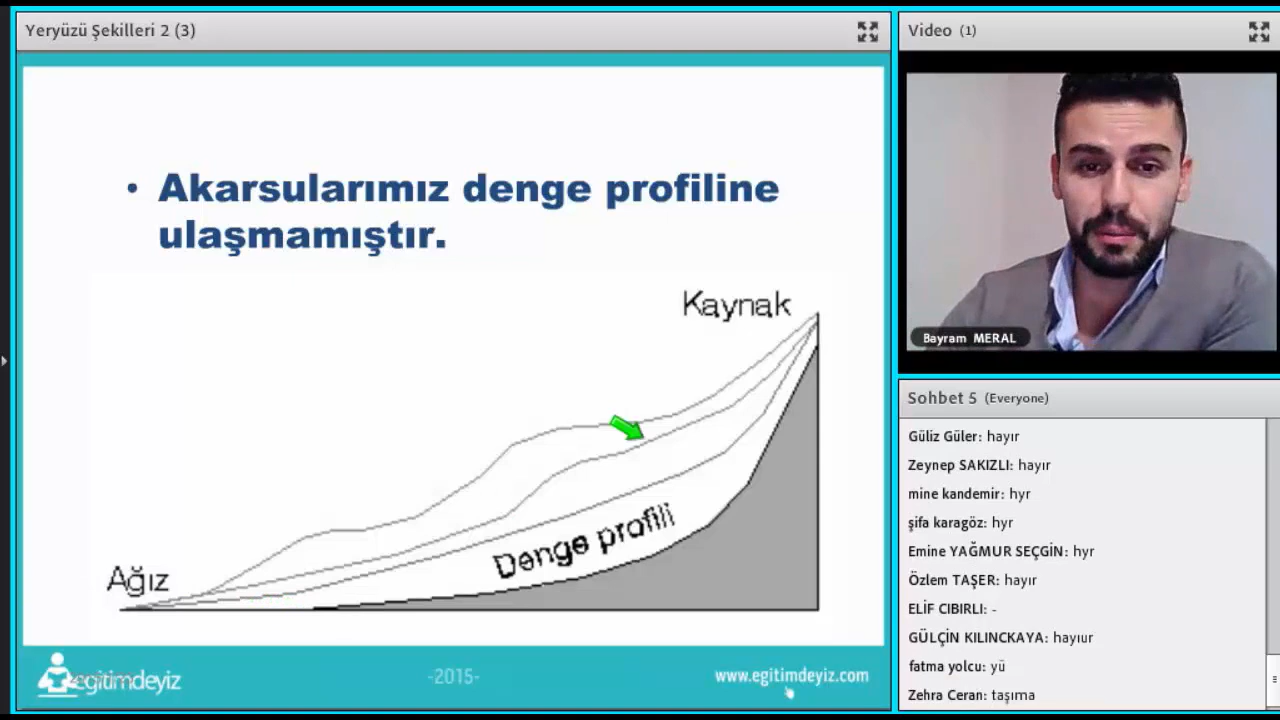 Yeryüzü Şekilleri 2 (3)
• Akarsularımız denge profiline
ulaşmamıştır.
Kaynak
Denge profili
Ağız
egitimdeyiz
-2015-
www.egitimdeyiz.com
Video (1)
Bayram MERAL
Sohbet 5 (Everyone)
Güliz Güler: hayır
Zeynep SAKIZLI: hayır
mine kandemir: hyr
şifa karagöz: hyr
Emine YAĞMUR SEÇGİN: hyr
Özlem TAŞER: hayır
ELİF CIBIRLI: -
GÜLÇİN KILINCKAYA: hayıur
fatma yolcu: yü
Zehra Ceran: taşıma